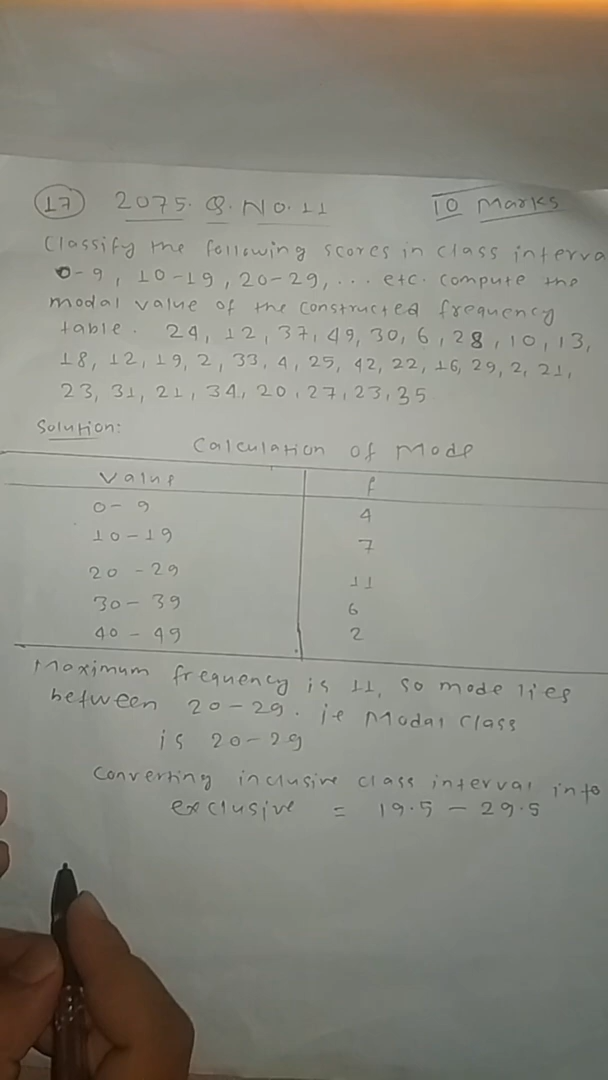 17 2075. Q. NO. 11 10 Marks
Classify the following scores in class interva
0-9, 10-19, 20-29, ... etc. compute the
modal value of the constructed frequency
table. 24, 12, 37, 49, 30, 6, 28, 10, 13,
18, 12, 19, 2, 33, 4, 25, 42, 22, 16, 29, 2, 21,
23, 31, 21, 34, 20, 27, 23, 35
Solution:
Calculation of Mode
Value f
0-9 4
10-19 7
20-29 11
30-39 6
40-49 2
Maximum frequency is 11, so mode lies
between 20-29. ie Modal Class
is 20-29
Converting inclusive class interval into
exclusive = 19.5-29.5